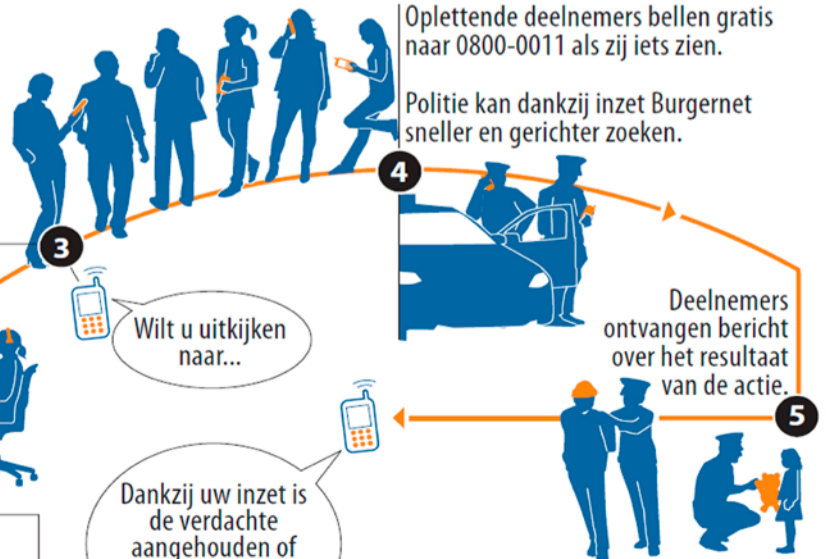 Oplettende deelnemers bellen gratis
naar 0800-0011 als zij iets zien.
Politie kan dankzij inzet Burgernet
sneller en gerichter zoeken.
4
3
Wilt u uitkijken
naar...
Deelnemers
ontvangen bericht
over het resultaat
van de actie.
5
Dankzij uw inzet is
de verdachte
aangehouden of